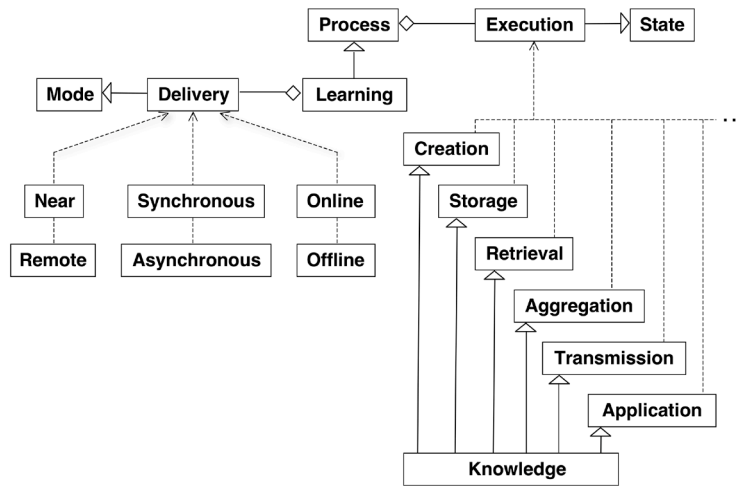 Process
Execution
State
Mode
Delivery
Learning
Creation
Near
Synchronous
Online
Storage
Remote
Asynchronous
Offline
Retrieval
Aggregation
Transmission
Application
Knowledge